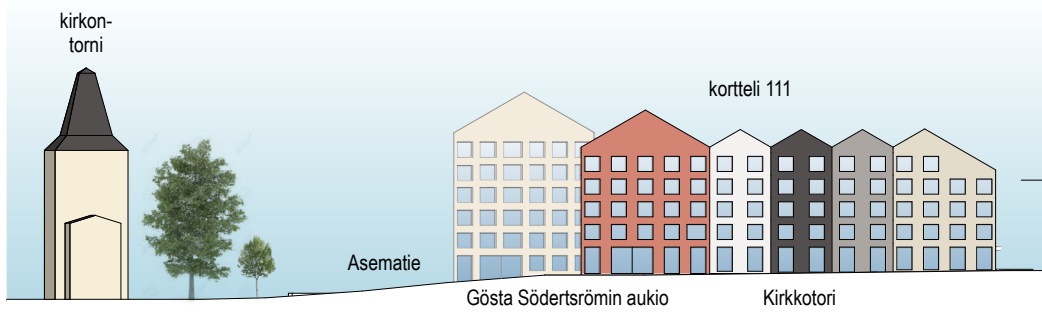 kirkon-
torni
kortteli 111
Asematie
Gösta Södertsrömin aukio
Kirkkotori